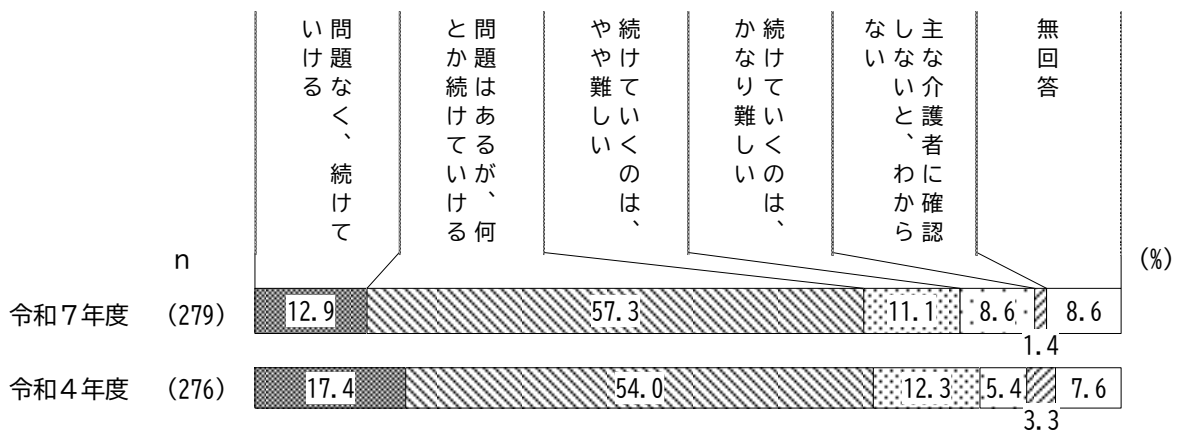 問題なく、続けて
いける
問題はあるが、何
とか続けていける
続けていくのは、
やや難しい
続けていくのは、
かなり難しい
主な介護者に確認
しないと、わから
ない
無回答
n
(%)
令和７年度 (279) 12.9 57.3 11.1 8.6 1.4 8.6
令和４年度 (276) 17.4 54.0 12.3 5.4 3.3 7.6